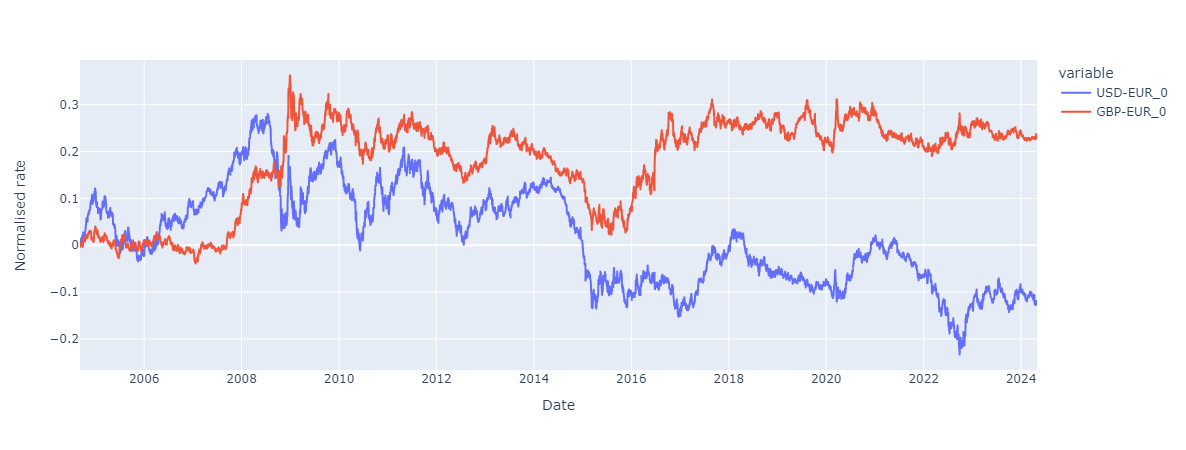 variable
USD-EUR_0
GBP-EUR_0
Normalised rate
0.3
0.2
0.1
0
−0.1
−0.2
2006 2008 2010 2012 2014 2016 2018 2020 2022 2024
Date